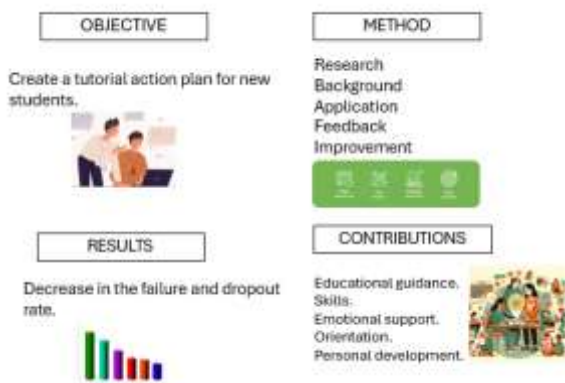 OBJECTIVE
Create a tutorial action plan for new
students.
METHOD
Research
Background
Application
Feedback
Improvement
RESULTS
Decrease in the failure and dropout
rate.
CONTRIBUTIONS
Educational guidance.
Skills.
Emotional support.
Orientation.
Personal development.